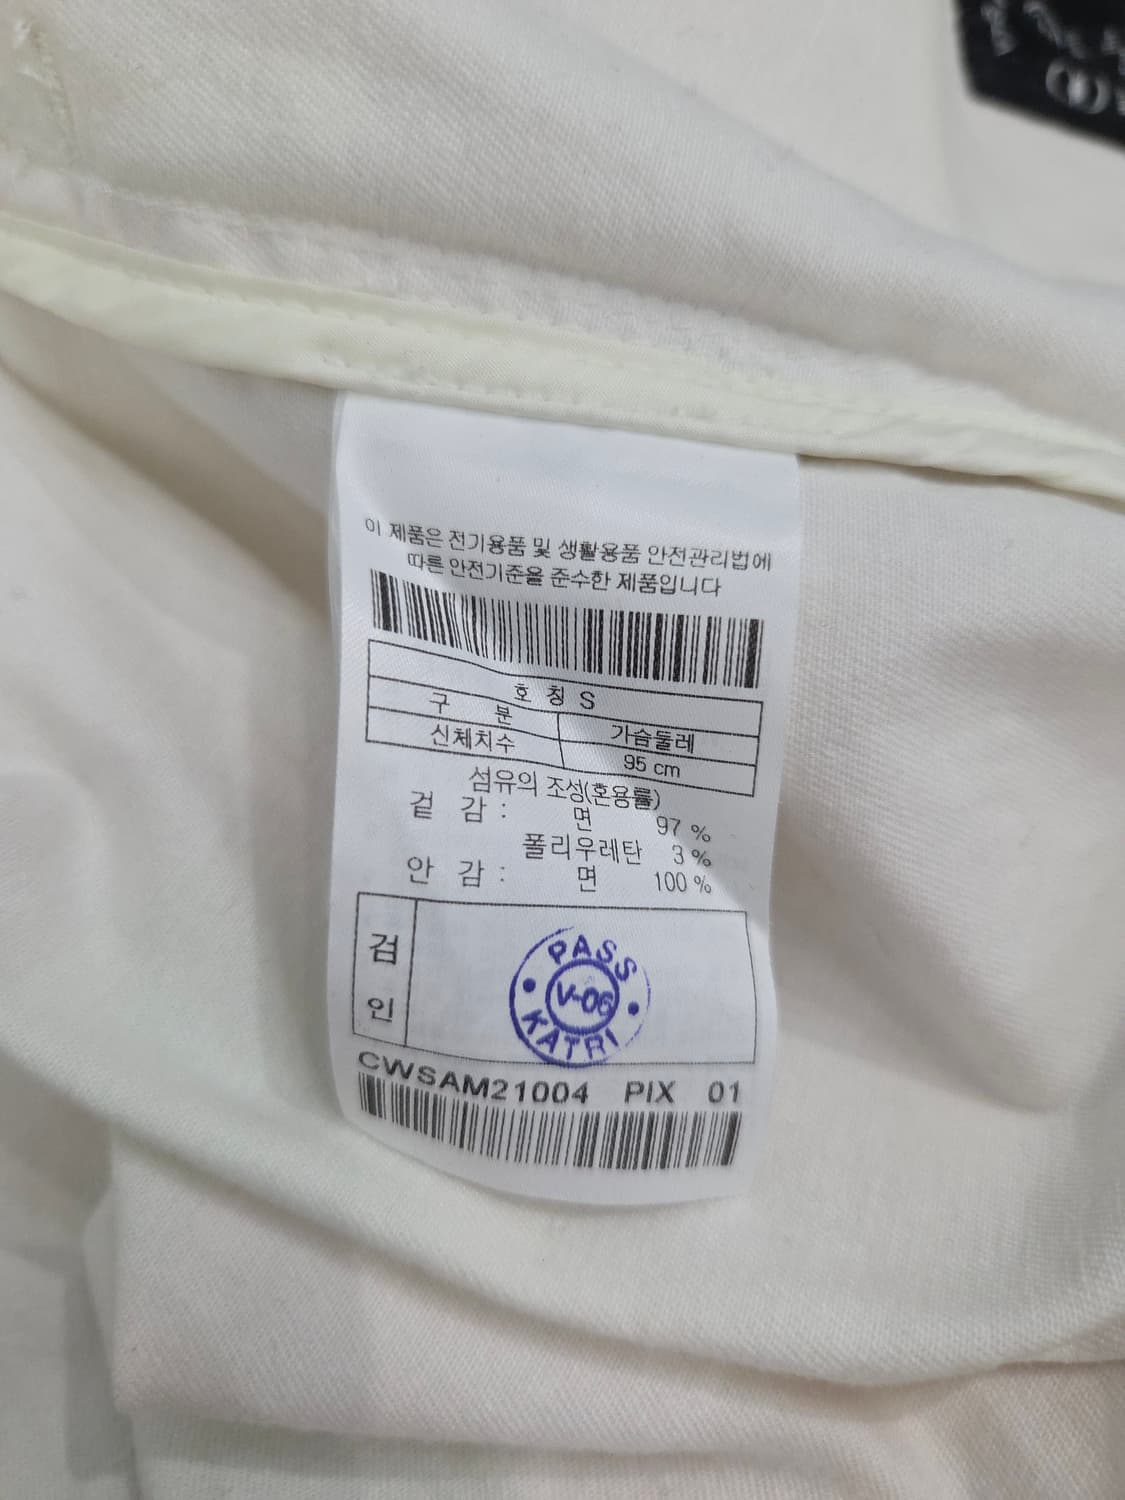 이 제품은 전기용품 및 생활용품 안전관리법에
따른 안전기준을 준수한 제품입니다
호 칭 S
구 분 가슴둘레
신체치수 95 cm
섬유의 조성(혼용률)
겉 감 : 면 97 %
폴리우레탄 3 %
안 감 : 면 100 %
검
인
PASS
V-06
KATRI
CWSAM21004 PIX 01